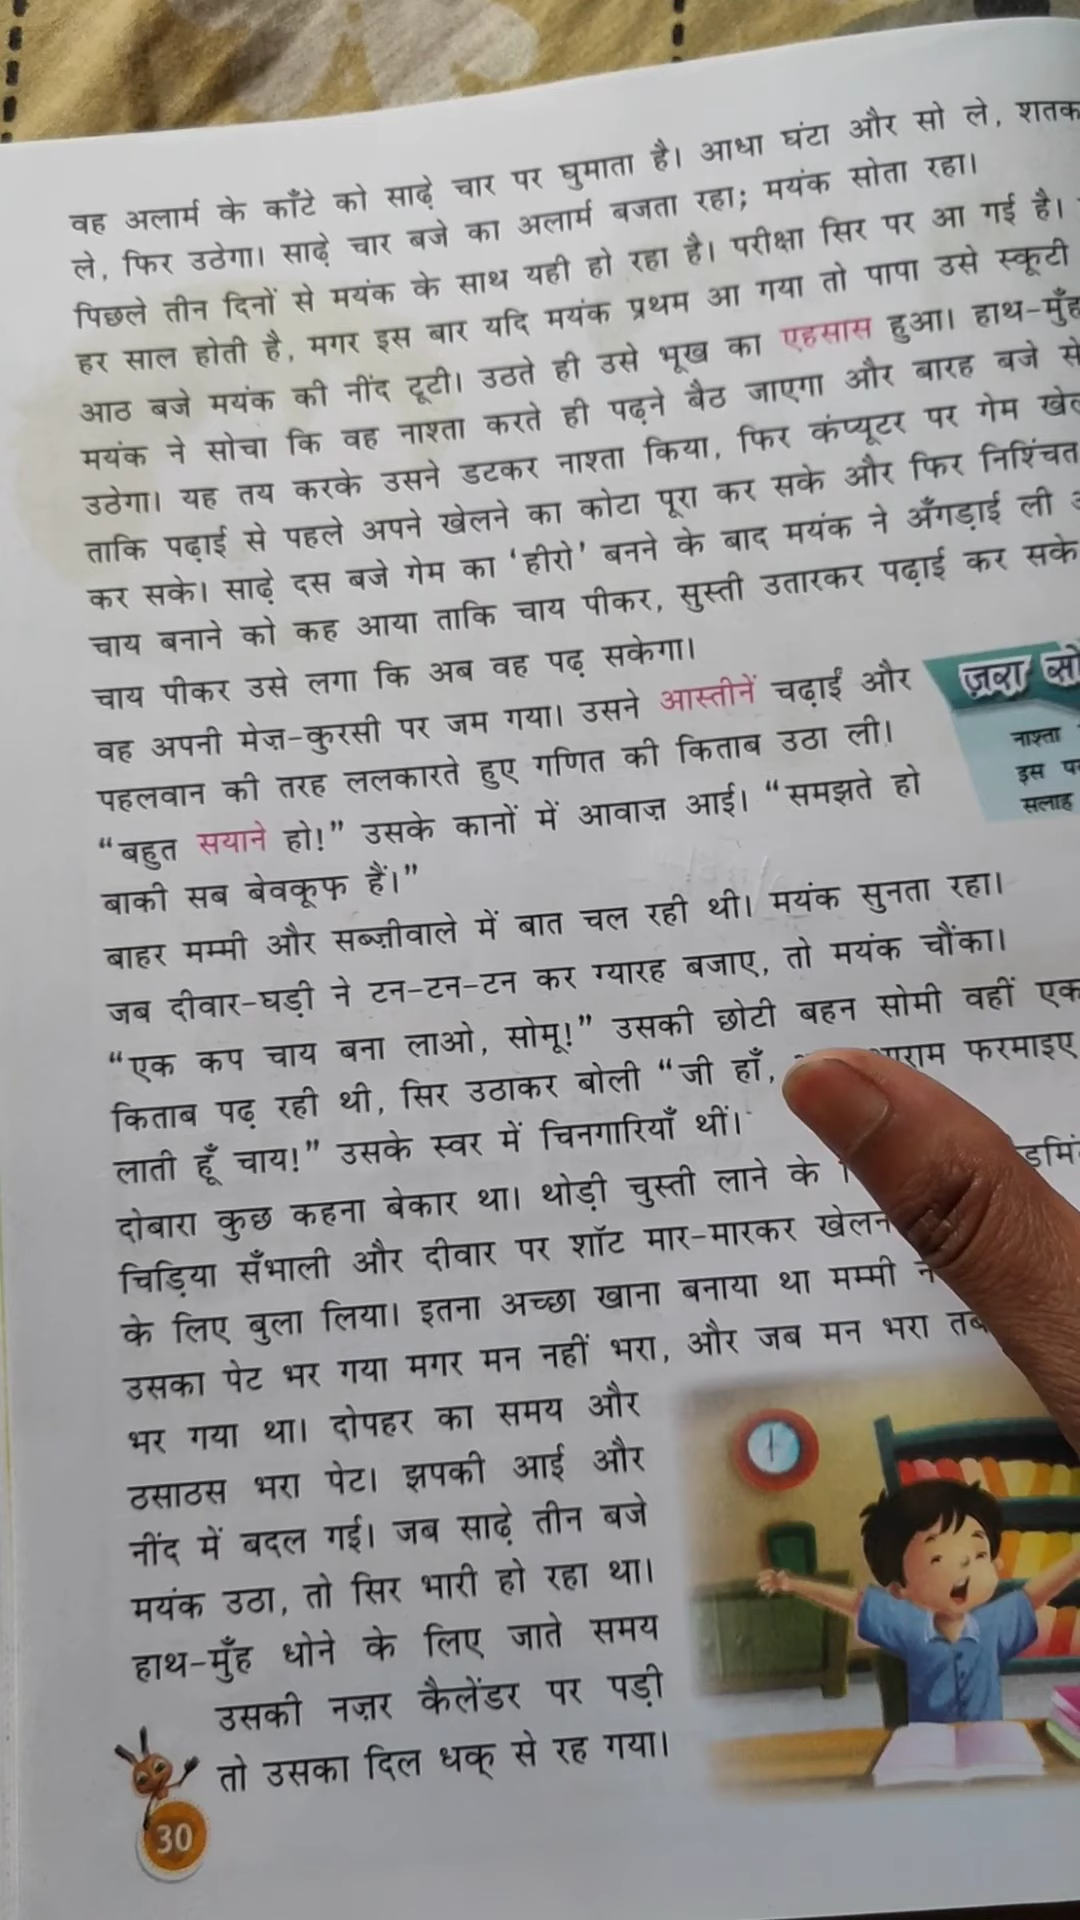 वह अलार्म के काँटे को साढ़े चार पर घुमाता है। आधा घंटा और सो ले, शतक
ले, फिर उठेगा। साढ़े चार बजे का अलार्म बजता रहा; मयंक सोता रहा।
पिछले तीन दिनों से मयंक के साथ यही हो रहा है। परीक्षा सिर पर आ गई है।
हर साल होती है, मगर इस बार यदि मयंक प्रथम आ गया तो पापा उसे स्कूटी
आठ बजे मयंक की नींद टूटी। उठते ही उसे भूख का एहसास हुआ। हाथ-मुँह
मयंक ने सोचा कि वह नाश्ता करते ही पढ़ने बैठ जाएगा और बारह बजे से
उठेगा। यह तय करके उसने डटकर नाश्ता किया, फिर कंप्यूटर पर गेम
ताकि पढ़ाई से पहले अपने खेलने का कोटा पूरा कर सके और फिर निश्चिंत
कर सके। साढ़े दस बजे गेम का ‘हीरो’ बनने के बाद मयंक ने अँगड़ाई ली
चाय बनाने को कह आया ताकि चाय पीकर, सुस्ती उतारकर पढ़ाई कर सके
चाय पीकर उसे लगा कि अब वह पढ़ सकेगा।
वह अपनी मेज़-कुरसी पर जम गया। उसने आस्तीनें चढ़ाईं और
पहलवान की तरह ललकारते हुए गणित की किताब उठा ली।
“बहुत सयाने हो!” उसके कानों में आवाज़ आई। “समझते हो
बाकी सब बेवकूफ हैं।”
बाहर मम्मी और सब्ज़ीवाले में बात चल रही थी। मयंक सुनता रहा।
जब दीवार-घड़ी ने टन-टन-टन कर ग्यारह बजाए, तो मयंक चौंका।
“एक कप चाय बना लाओ, सोमू!” उसकी छोटी बहन सोमी वहीं एक
किताब पढ़ रही थी, सिर उठाकर बोली “जी हाँ, फरमाइए
लाती हूँ चाय!” उसके स्वर में चिनगारियाँ थीं।
दोबारा कुछ कहना बेकार था। थोड़ी चुस्ती लाने के
चिड़िया सँभाली और दीवार पर शॉट मार-मारकर
के लिए बुला लिया। इतना अच्छा खाना बनाया था मम्मी
उसका पेट भर गया मगर मन नहीं भरा, और जब मन भरा
भर गया था। दोपहर का समय और
ठसाठस भरा पेट। झपकी आई और
नींद में बदल गई। जब साढ़े तीन बजे
मयंक उठा, तो सिर भारी हो रहा था।
हाथ-मुँह धोने के लिए जाते समय
उसकी नज़र कैलेंडर पर पड़ी
तो उसका दिल धक् से रह गया।
ज़रा
नाश्ता
इस
सलाह
30